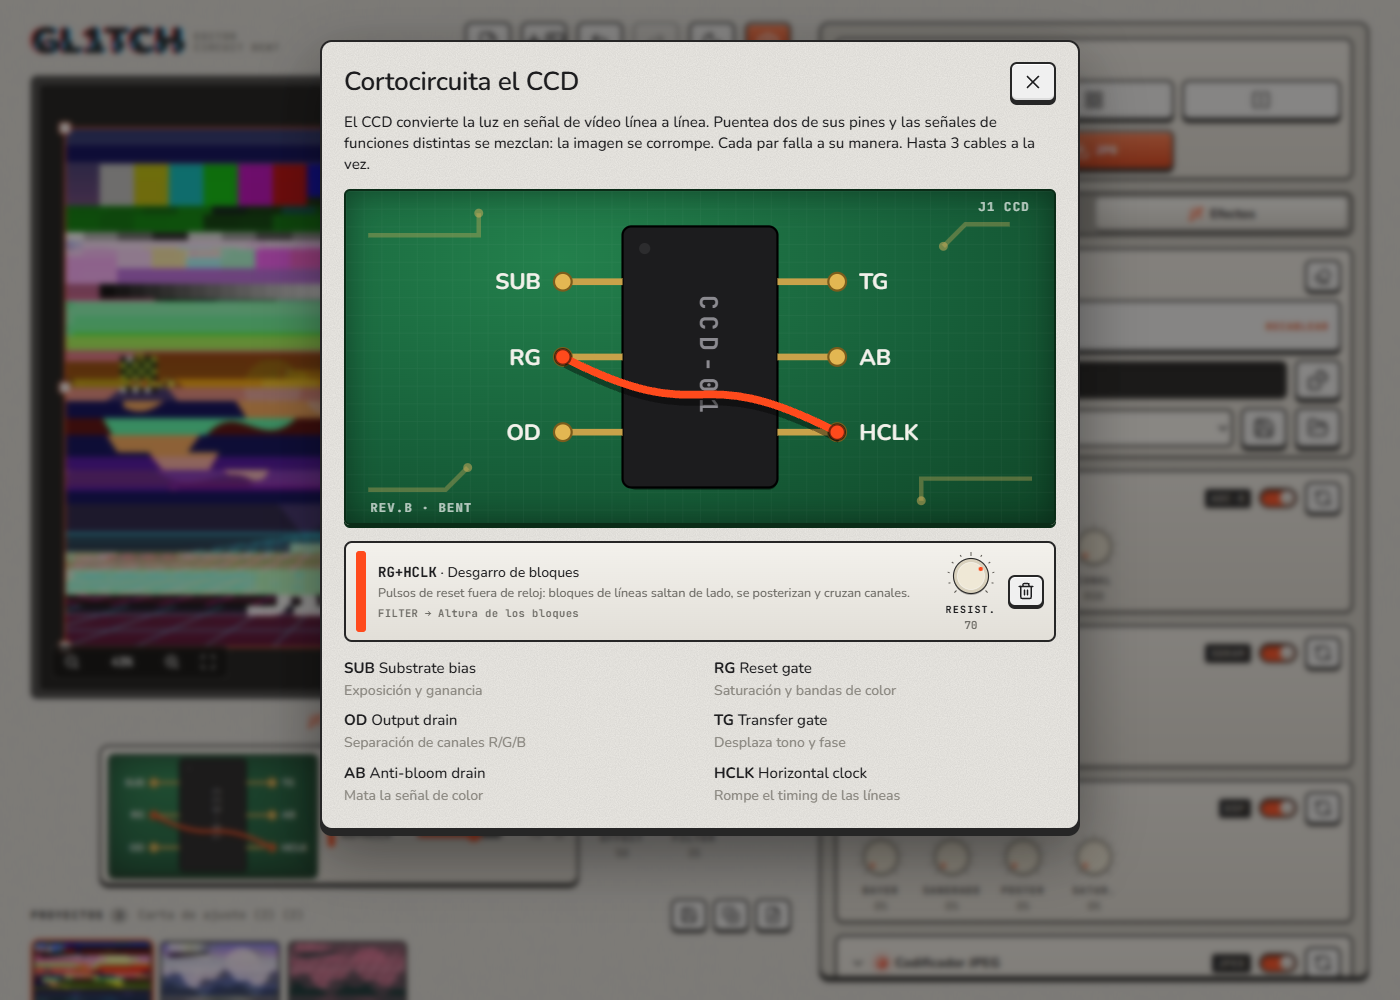 GL1TCH
Cortocircuita el CCD
El CCD convierte la luz en señal de vídeo línea a línea. Puentea dos de sus pines y las señales de
funciones distintas se mezclan: la imagen se corrompe. Cada par falla a su manera. Hasta 3 cables a la
vez.
J1 CCD
SUB
TG
RG
AB
OD
HCLK
CCD-01
REV.B · BENT
RG+HCLK · Desgarro de bloques
Pulsos de reset fuera de reloj: bloques de líneas saltan de lado, se posterizan y cruzan canales.
FILTER → Altura de los bloques
RESIST.
70
SUB Substrate bias
Exposición y ganancia
RG Reset gate
Saturación y bandas de color
OD Output drain
Separación de canales R/G/B
TG Transfer gate
Desplaza tono y fase
AB Anti-bloom drain
Mata la señal de color
HCLK Horizontal clock
Rompe el timing de las líneas
Efectos
Codificador JPEG